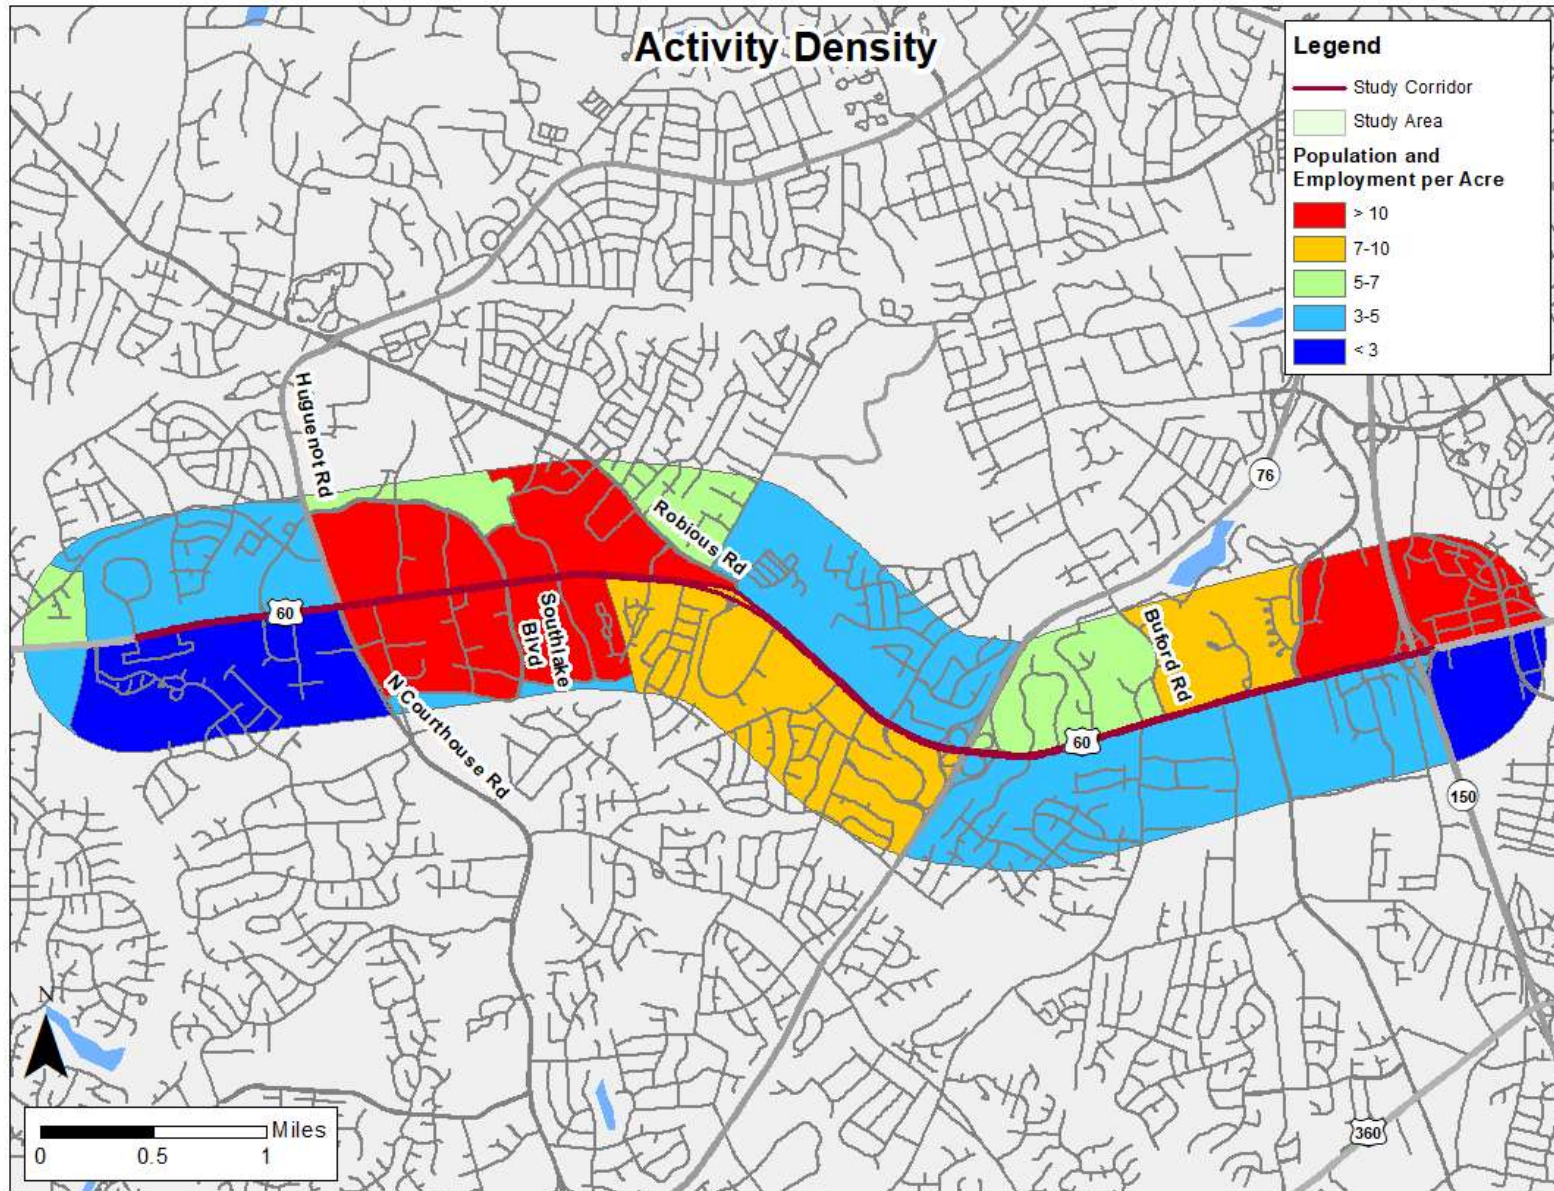 Activity Density
Legend
Study Corridor
Study Area
Population and
Employment per Acre
> 10
7-10
5-7
3-5
< 3
Huguenot Rd
76
Robious Rd
60
Southlake
Blvd
Buford Rd
N Courthouse Rd
60
150
N
Miles
0 0.5 1
360